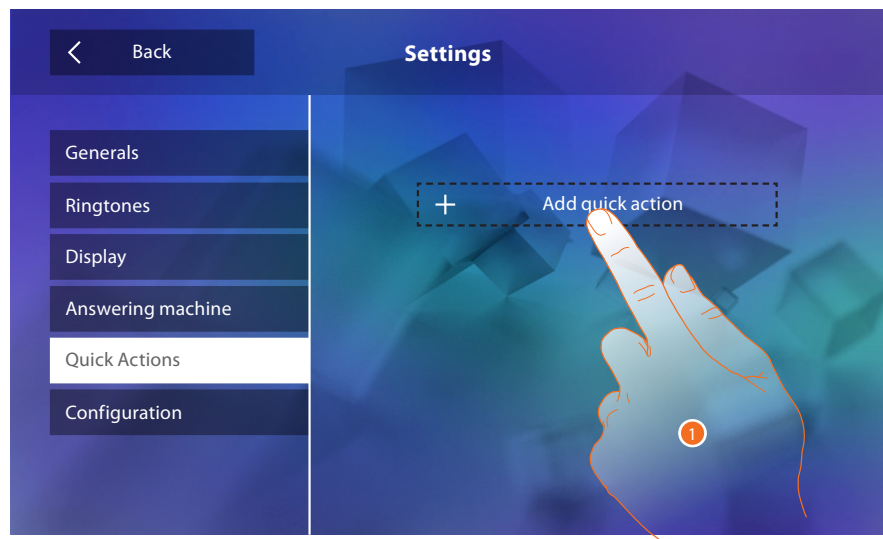 Back
Settings
Generals
Ringtones
Display
Answering machine
Quick Actions
Configuration
+ Add quick action
1